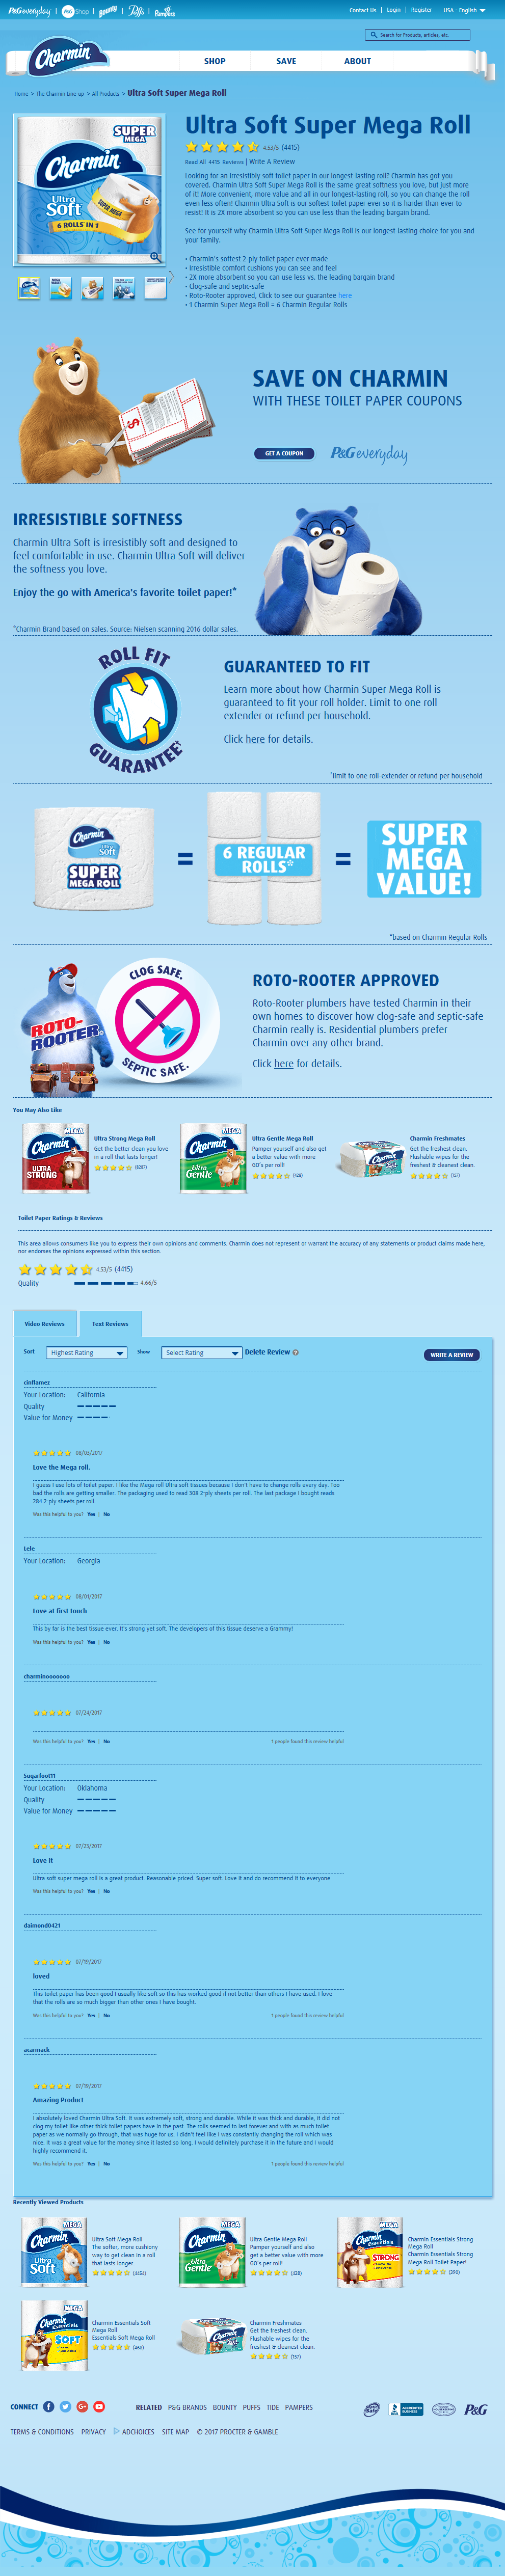 P&Geveryday | P&G Shop | Bounty | Puffs | Pampers
Contact Us | Login | Register USA - English
Search for Products, articles, etc.
Charmin
SHOP SAVE ABOUT
Home > The Charmin Line-up > All Products > Ultra Soft Super Mega Roll
SUPER MEGA
Charmin
Ultra Soft
SUPER MEGA
6 ROLLS IN 1
Ultra Soft Super Mega Roll
4.53/5 (4415)
Read All 4415 Reviews | Write A Review
Looking for an irresistibly soft toilet paper in our longest-lasting roll? Charmin has got you
covered. Charmin Ultra Soft Super Mega Roll is the same great softness you love, but just more
of it! More convenient, more value and all in our longest-lasting roll, so you can change the roll
even less often! Charmin Ultra Soft is our softest toilet paper ever so it is harder than ever to
resist! It is 2X more absorbent so you can use less than the leading bargain brand.
See for yourself why Charmin Ultra Soft Super Mega Roll is our longest-lasting choice for you and
your family.
• Charmin's softest 2-ply toilet paper ever made
• Irresistible comfort cushions you can see and feel
• 2X more absorbent so you can use less vs. the leading bargain brand
• Clog-safe and septic-safe
• Roto-Rooter approved, Click to see our guarantee here
• 1 Charmin Super Mega Roll = 6 Charmin Regular Rolls
SAVE ON CHARMIN
WITH THESE TOILET PAPER COUPONS
GET A COUPON
P&Geveryday
IRRESISTIBLE SOFTNESS
Charmin Ultra Soft is irresistibly soft and designed to
feel comfortable in use. Charmin Ultra Soft will deliver
the softness you love.
Enjoy the go with America's favorite toilet paper!*
*Charmin Brand based on sales. Source: Nielsen scanning 2016 dollar sales.
ROLL FIT
GUARANTEE*
GUARANTEED TO FIT
Learn more about how Charmin Super Mega Roll is
guaranteed to fit your roll holder. Limit to one roll
extender or refund per household.
Click here for details.
*limit to one roll-extender or refund per household
Charmin
Ultra Soft
SUPER
MEGA ROLL
=
6 REGULAR
ROLLS*
=
SUPER
MEGA
VALUE!
*based on Charmin Regular Rolls
ROTO-ROOTER
CLOG SAFE.
SEPTIC SAFE.
ROTO-ROOTER APPROVED
Roto-Rooter plumbers have tested Charmin in their
own homes to discover how clog-safe and septic-safe
Charmin really is. Residential plumbers prefer
Charmin over any other brand.
Click here for details.
You May Also Like
MEGA
Charmin
ULTRA STRONG
Ultra Strong Mega Roll
Get the better clean you love
in a roll that lasts longer!
MEGA
Charmin
Ultra Gentle
Ultra Gentle Mega Roll
Pamper yourself and also get
a better value with more
GO's per roll!
Charmin
Charmin Freshmates
Get the freshest clean.
Flushable wipes for the
freshest & cleanest clean.
Toilet Paper Ratings & Reviews
This area allows consumers like you to express their own opinions and comments. Charmin does not represent or warrant the accuracy of any statements or product claims made here,
nor endorses the opinions expressed within this section.
4.53/5 (4415)
Quality 4.66/5
Video Reviews Text Reviews
Sort Highest Rating Show Select Rating Delete Review ? WRITE A REVIEW
cinflamez
Your Location: California
Quality
Value for Money
08/03/2017
Love the Mega roll.
I guess I use lots of toilet paper. I like the Mega roll Ultra soft tissues because I don't have to change rolls every day. Too
bad the rolls are getting smaller. The packaging used to read 308 2-ply sheets per roll. The last package I bought reads
284 2-ply sheets per roll.
Was this helpful to you? Yes | No
Lele
Your Location: Georgia
08/01/2017
Love at first touch
This by far is the best tissue ever. It's strong yet soft. The developers of this tissue deserve a Grammy!
Was this helpful to you? Yes | No
07/24/2017
Was this helpful to you? Yes | No 1 people found this review helpful
Sugarfoot11
Your Location: Oklahoma
Quality
Value for Money
07/23/2017
Love it
Ultra soft super mega roll is a great product. Reasonable priced. Super soft. Love it and do recommend it to everyone
Was this helpful to you? Yes | No
daimond0421
07/19/2017
loved
This toilet paper has been good I usually like soft so this has worked good if not better than others I have used. I love
that the rolls are so much bigger than other ones I have bought.
Was this helpful to you? Yes | No 1 people found this review helpful
acarmack
07/19/2017
Amazing Product
I absolutely loved Charmin Ultra Soft. It was extremely soft, strong and durable. While it was thick and durable, it did not
clog my toilet like other thick toilet papers have in the past. The rolls seemed to last forever and with as much toilet
paper as we normally go through, that was huge for us. I didn't feel like I was constantly changing the roll which was
nice. It was a great value for the money since it lasted so long. I would definitely purchase it in the future and I would
highly recommend it.
Was this helpful to you? Yes | No 1 people found this review helpful
Recently Viewed Products
MEGA
Charmin
Ultra Soft
Ultra Soft Mega Roll
The softer, more cushiony
way to get clean in a roll
that lasts longer.
MEGA
Charmin
Ultra Gentle
Ultra Gentle Mega Roll
Pamper yourself and also
get a better value with more
GO's per roll!
MEGA
Charmin
Essentials
STRONG
Charmin Essentials Strong
Mega Roll
Charmin Essentials Strong
Mega Roll Toilet Paper!
MEGA
Charmin
Essentials
SOFT
Charmin Essentials Soft
Mega Roll
Essentials Soft Mega Roll
Charmin
Charmin Freshmates
Get the freshest clean.
Flushable wipes for the
freshest & cleanest clean.
CONNECT RELATED P&G BRANDS BOUNTY PUFFS TIDE PAMPERS
ACCREDITED BUSINESS
P&G
TERMS & CONDITIONS PRIVACY ADCHOICES SITE MAP © 2017 PROCTER & GAMBLE